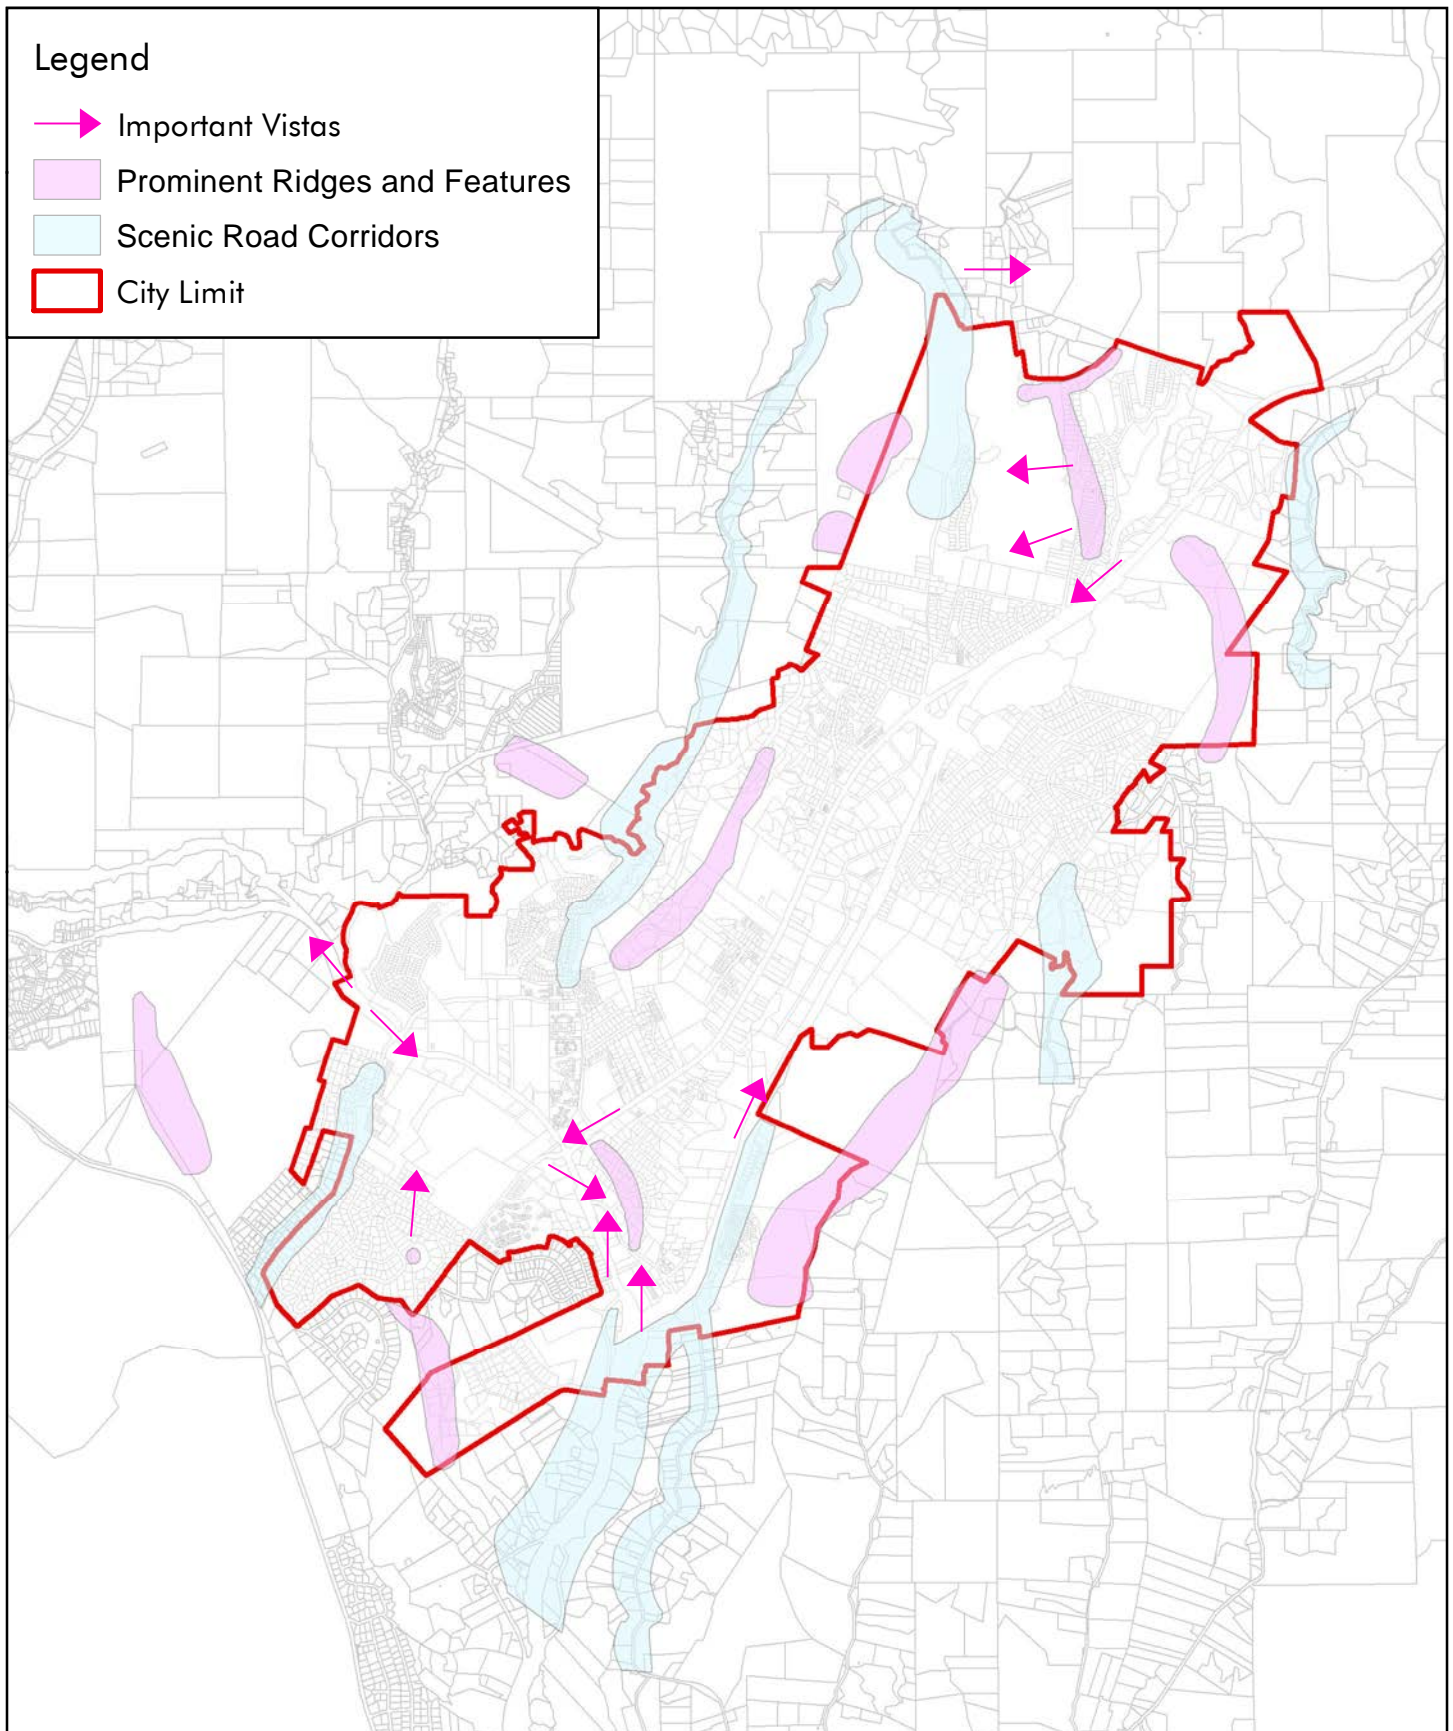 Legend
Important Vistas
Prominent Ridges and Features
Scenic Road Corridors
City Limit